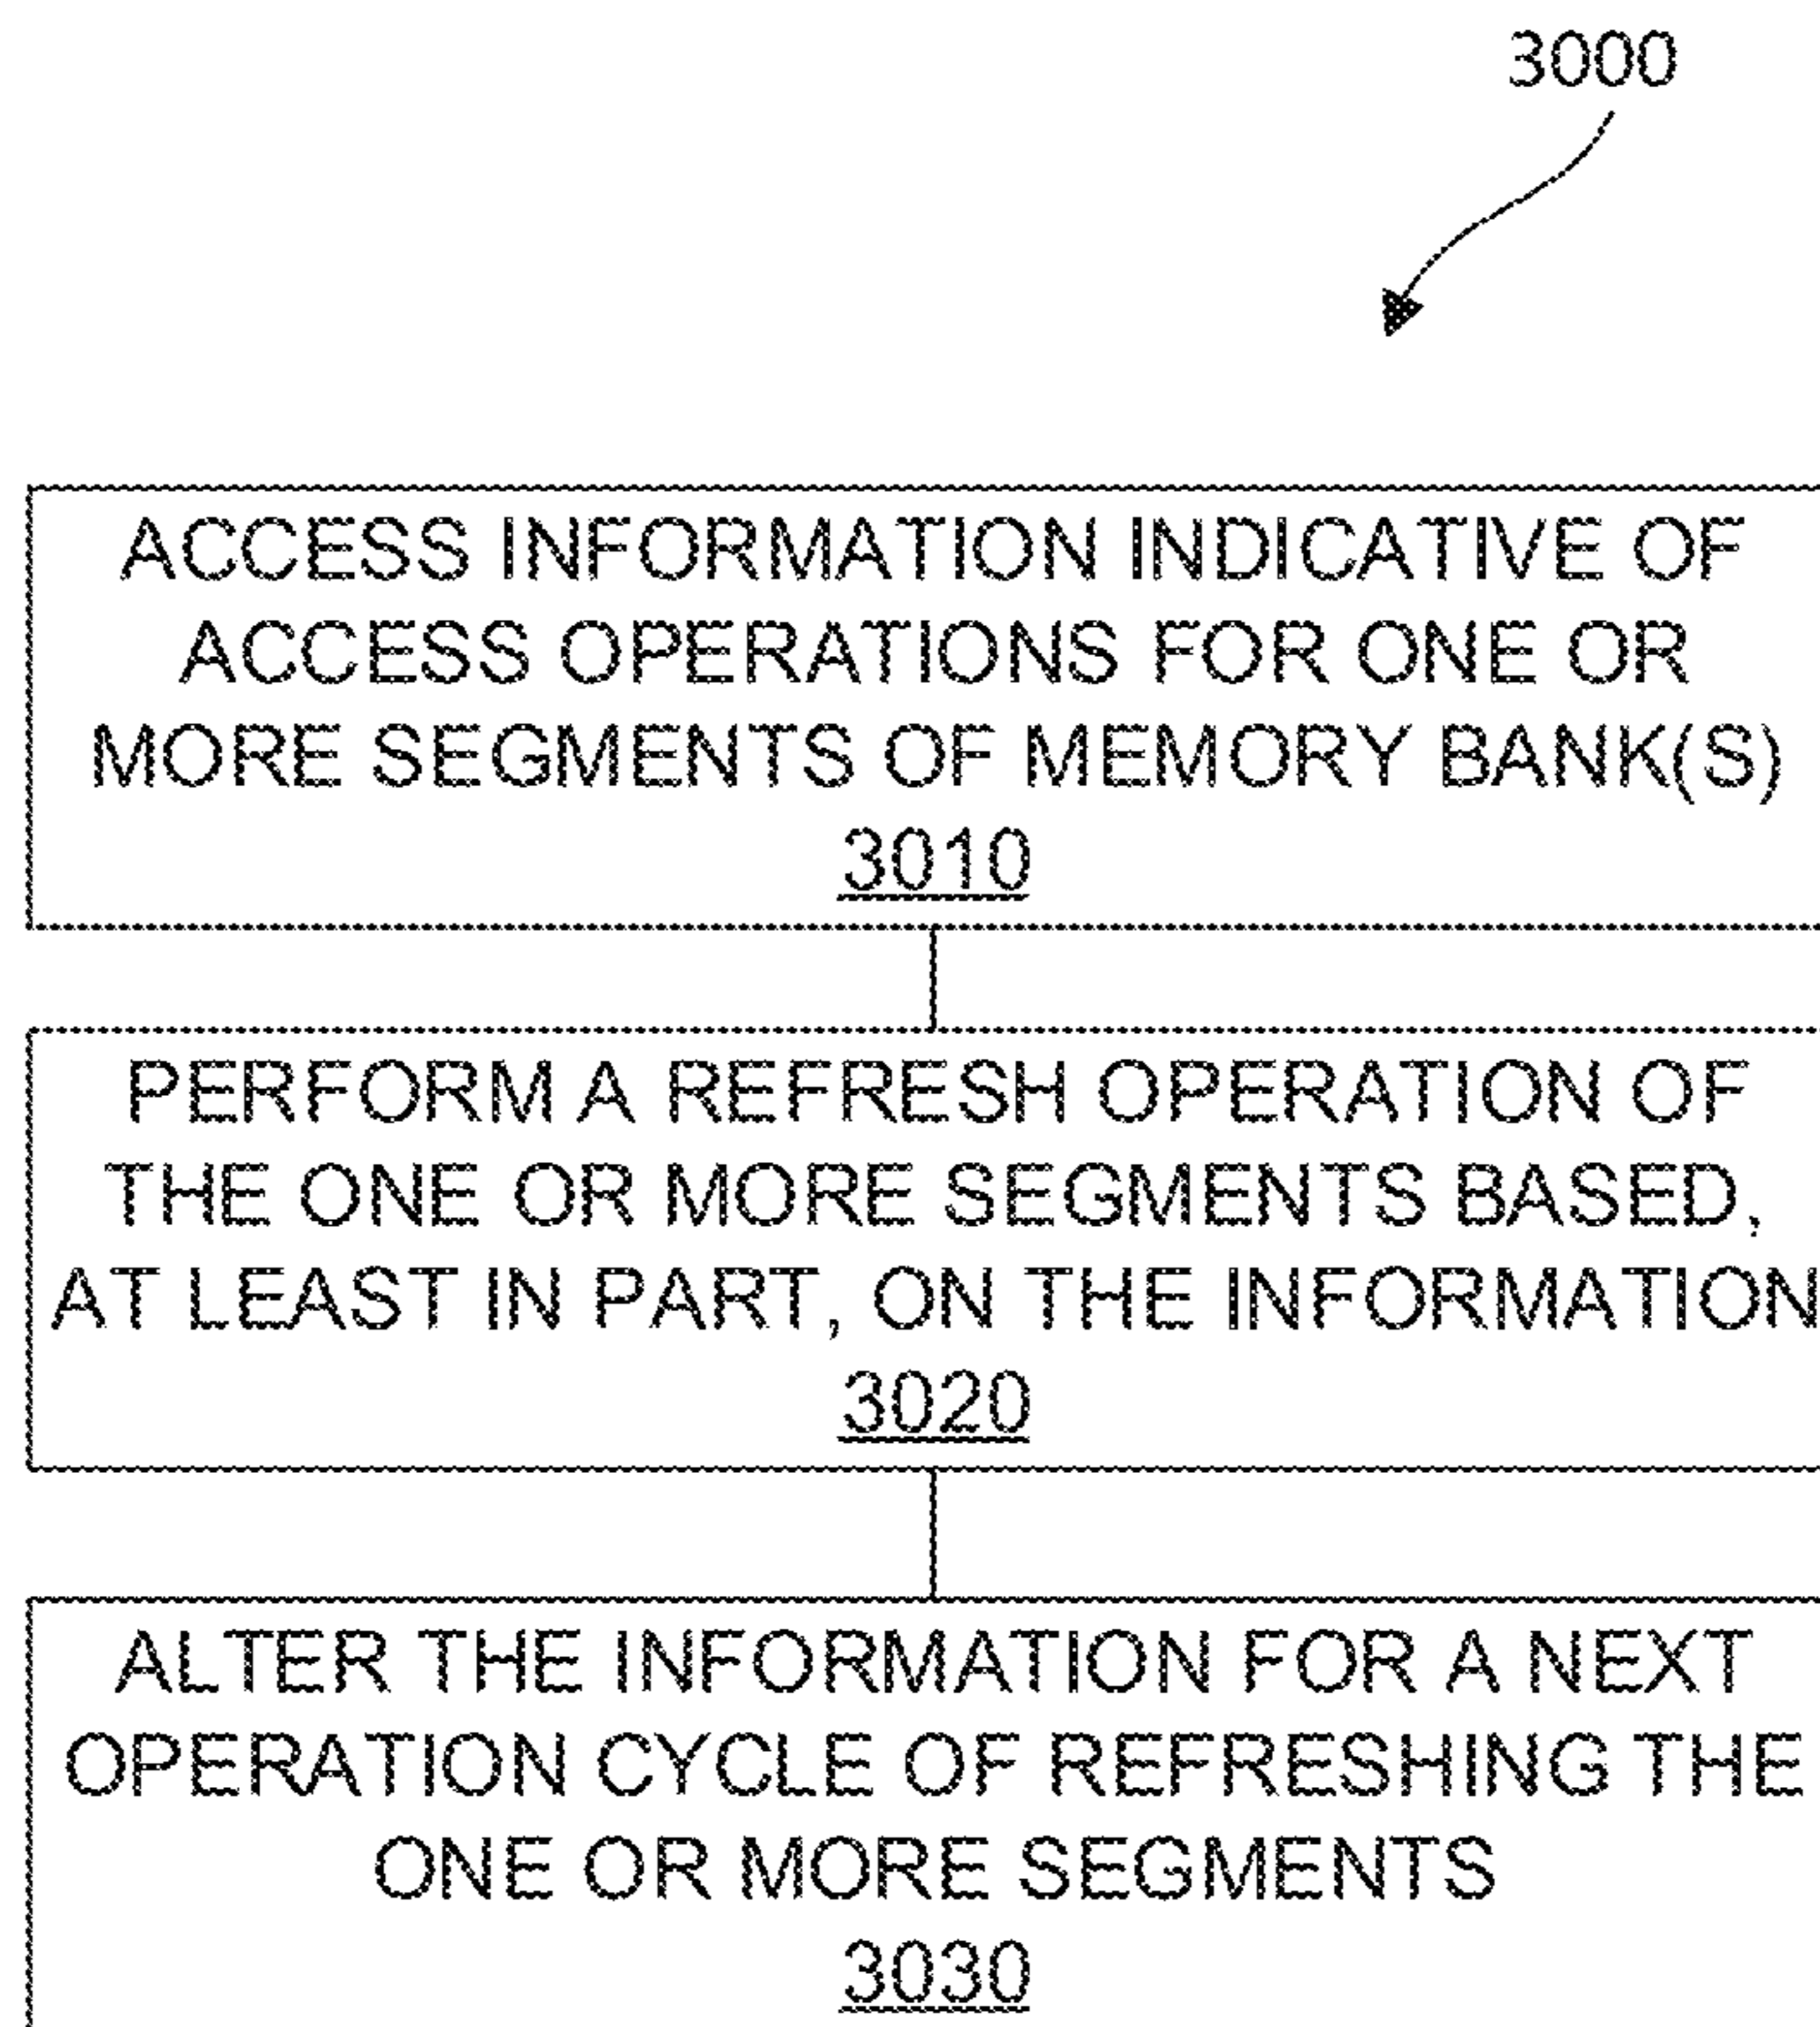 3000
ACCESS INFORMATION INDICATIVE OF
ACCESS OPERATIONS FOR ONE OR
MORE SEGMENTS OF MEMORY BANK(S)
3010
PERFORM A REFRESH OPERATION OF
THE ONE OR MORE SEGMENTS BASED,
AT LEAST IN PART, ON THE INFORMATION
3020
ALTER THE INFORMATION FOR A NEXT
OPERATION CYCLE OF REFRESHING THE
ONE OR MORE SEGMENTS
3030